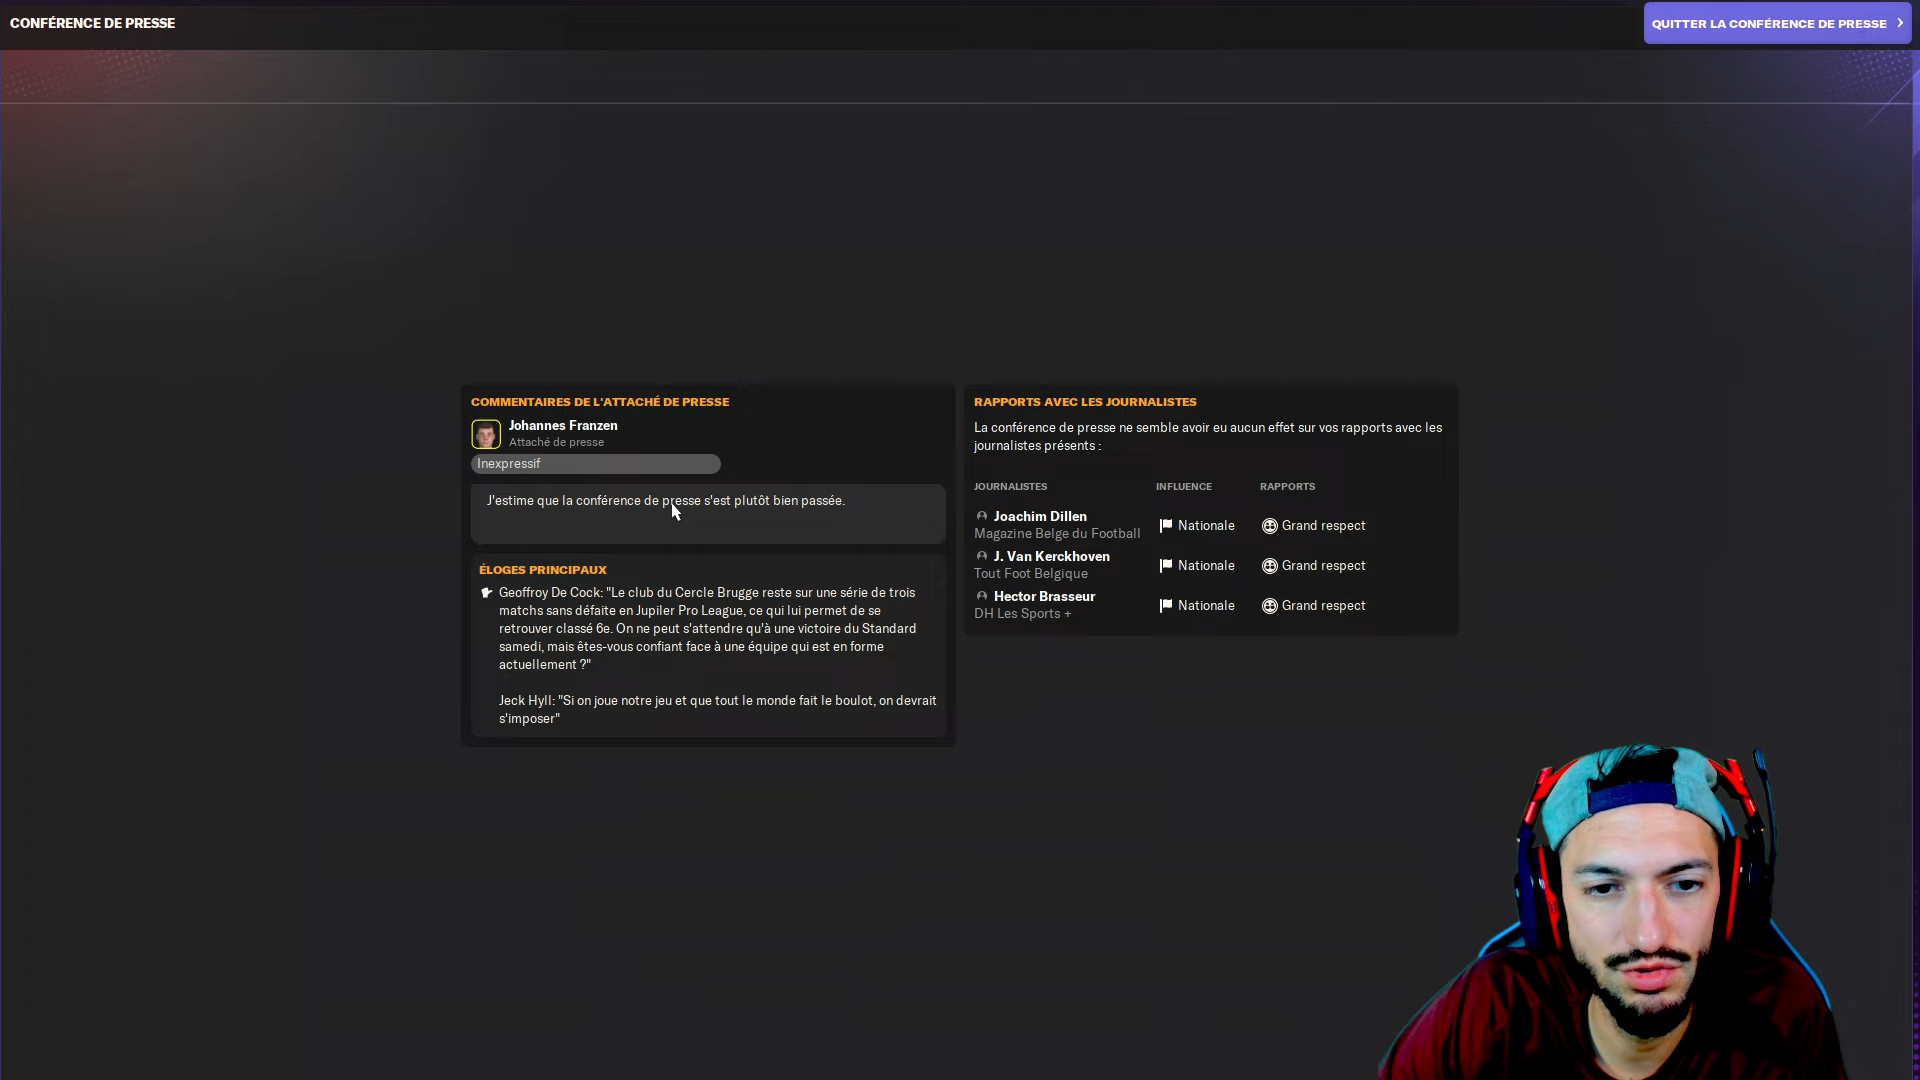 CONFÉRENCE DE PRESSE
QUITTER LA CONFÉRENCE DE PRESSE
COMMENTAIRES DE L'ATTACHÉ DE PRESSE
Johannes Franzen
Attaché de presse
Inexpressif
J'estime que la conférence de presse s'est plutôt bien passée.
ÉLOGES PRINCIPAUX
Geoffroy De Cock: "Le club du Cercle Brugge reste sur une série de trois
matchs sans défaite en Jupiler Pro League, ce qui lui permet de se
retrouver classé 6e. On ne peut s'attendre qu'à une victoire du Standard
samedi, mais êtes-vous confiant face à une équipe qui est en forme
actuellement ?"
Jeck Hyll: "Si on joue notre jeu et que tout le monde fait le boulot, on devrait
s'imposer"
RAPPORTS AVEC LES JOURNALISTES
La conférence de presse ne semble avoir eu aucun effet sur vos rapports avec les
journalistes présents :
JOURNALISTES INFLUENCE RAPPORTS
Joachim Dillen
Magazine Belge du Football
Nationale Grand respect
J. Van Kerckhoven
Tout Foot Belgique
Nationale Grand respect
Hector Brasseur
DH Les Sports +
Nationale Grand respect